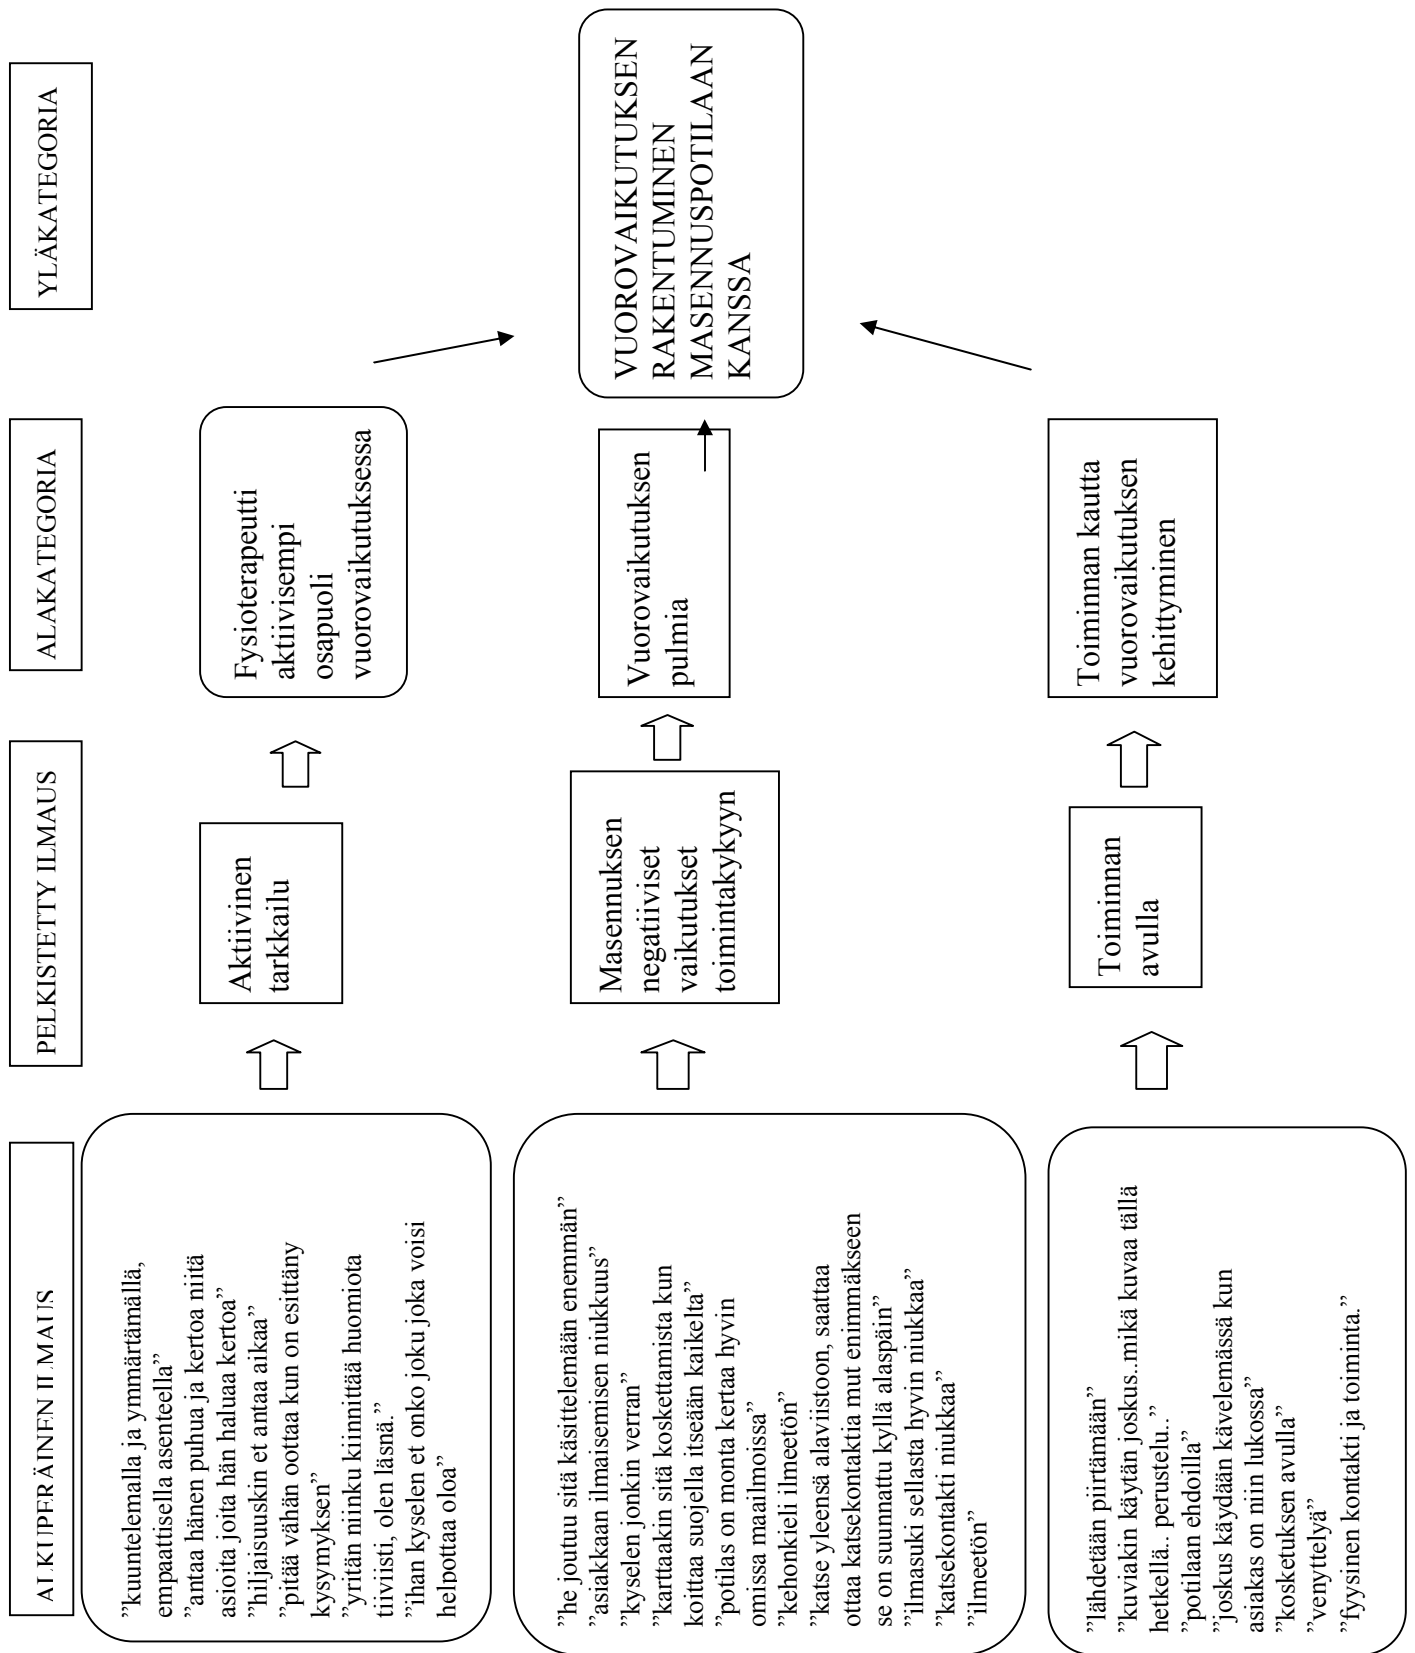 ALKUPERÄINEN ILMAUS
PELKISTETTY ILMAUS
ALAKATEGORIA
YLÄKATEGORIA
”kuuntelemalla ja ymmärtämällä,
empaattisella asenteella”
”antaa hänen puhua ja kertoa niitä
asioita joita hän haluaa kertoa”
”hiljaisuuskin et antaa aikaa”
”pitää vähän oottaa kun on esittäny
kysymyksen”
”yritän niinku kiinnittää huomiota
tiiviisti, olen läsnä.”
”ihan kyselen et onko joku joka voisi
helpottaa oloa”
Aktiivinen
tarkkailu
Fysioterapeutti
aktiivisempi
osapuoli
vuorovaikutuksessa
”he joutuu sitä käsittelemään enemmän”
”asiakkaan ilmaisemisen niukkuus”
”kyselen jonkin verran”
”karttaakin sitä koskettamista kun
koittaa suojella itseään kaikelta”
”potilas on monta kertaa hyvin
omissa maailmoissa”
”kehonkieli ilmeetön”
”katse yleensä alaviistoon, saattaa
ottaa katsekontaktia mut enimmäkseen
se on suunnattu kyllä alaspäin”
”ilmasuki sellasta hyvin niukkaa”
”katsekontakti niukkaa”
”ilmeetön”
Masennuksen
negatiiviset
vaikutukset
toimintakykyyn
Vuorovaikutuksen
pulmia
VUOROVAIKUTUKSEN
RAKENTUMINEN
MASENNUSPOTILAAN
KANSSA
”lähdetään piirtämään”
”kuviakin käytän joskus..mikä kuvaa tällä
hetkellä.. perustelu..”
”potilaan ehdoilla”
”joskus käydään kävelemässä kun
asiakas on niin lukossa”
”kosketuksen avulla”
”venyttelyä”
”fyysinen kontakti ja toiminta.”
Toiminnan
avulla
Toiminnan kautta
vuorovaikutuksen
kehittyminen